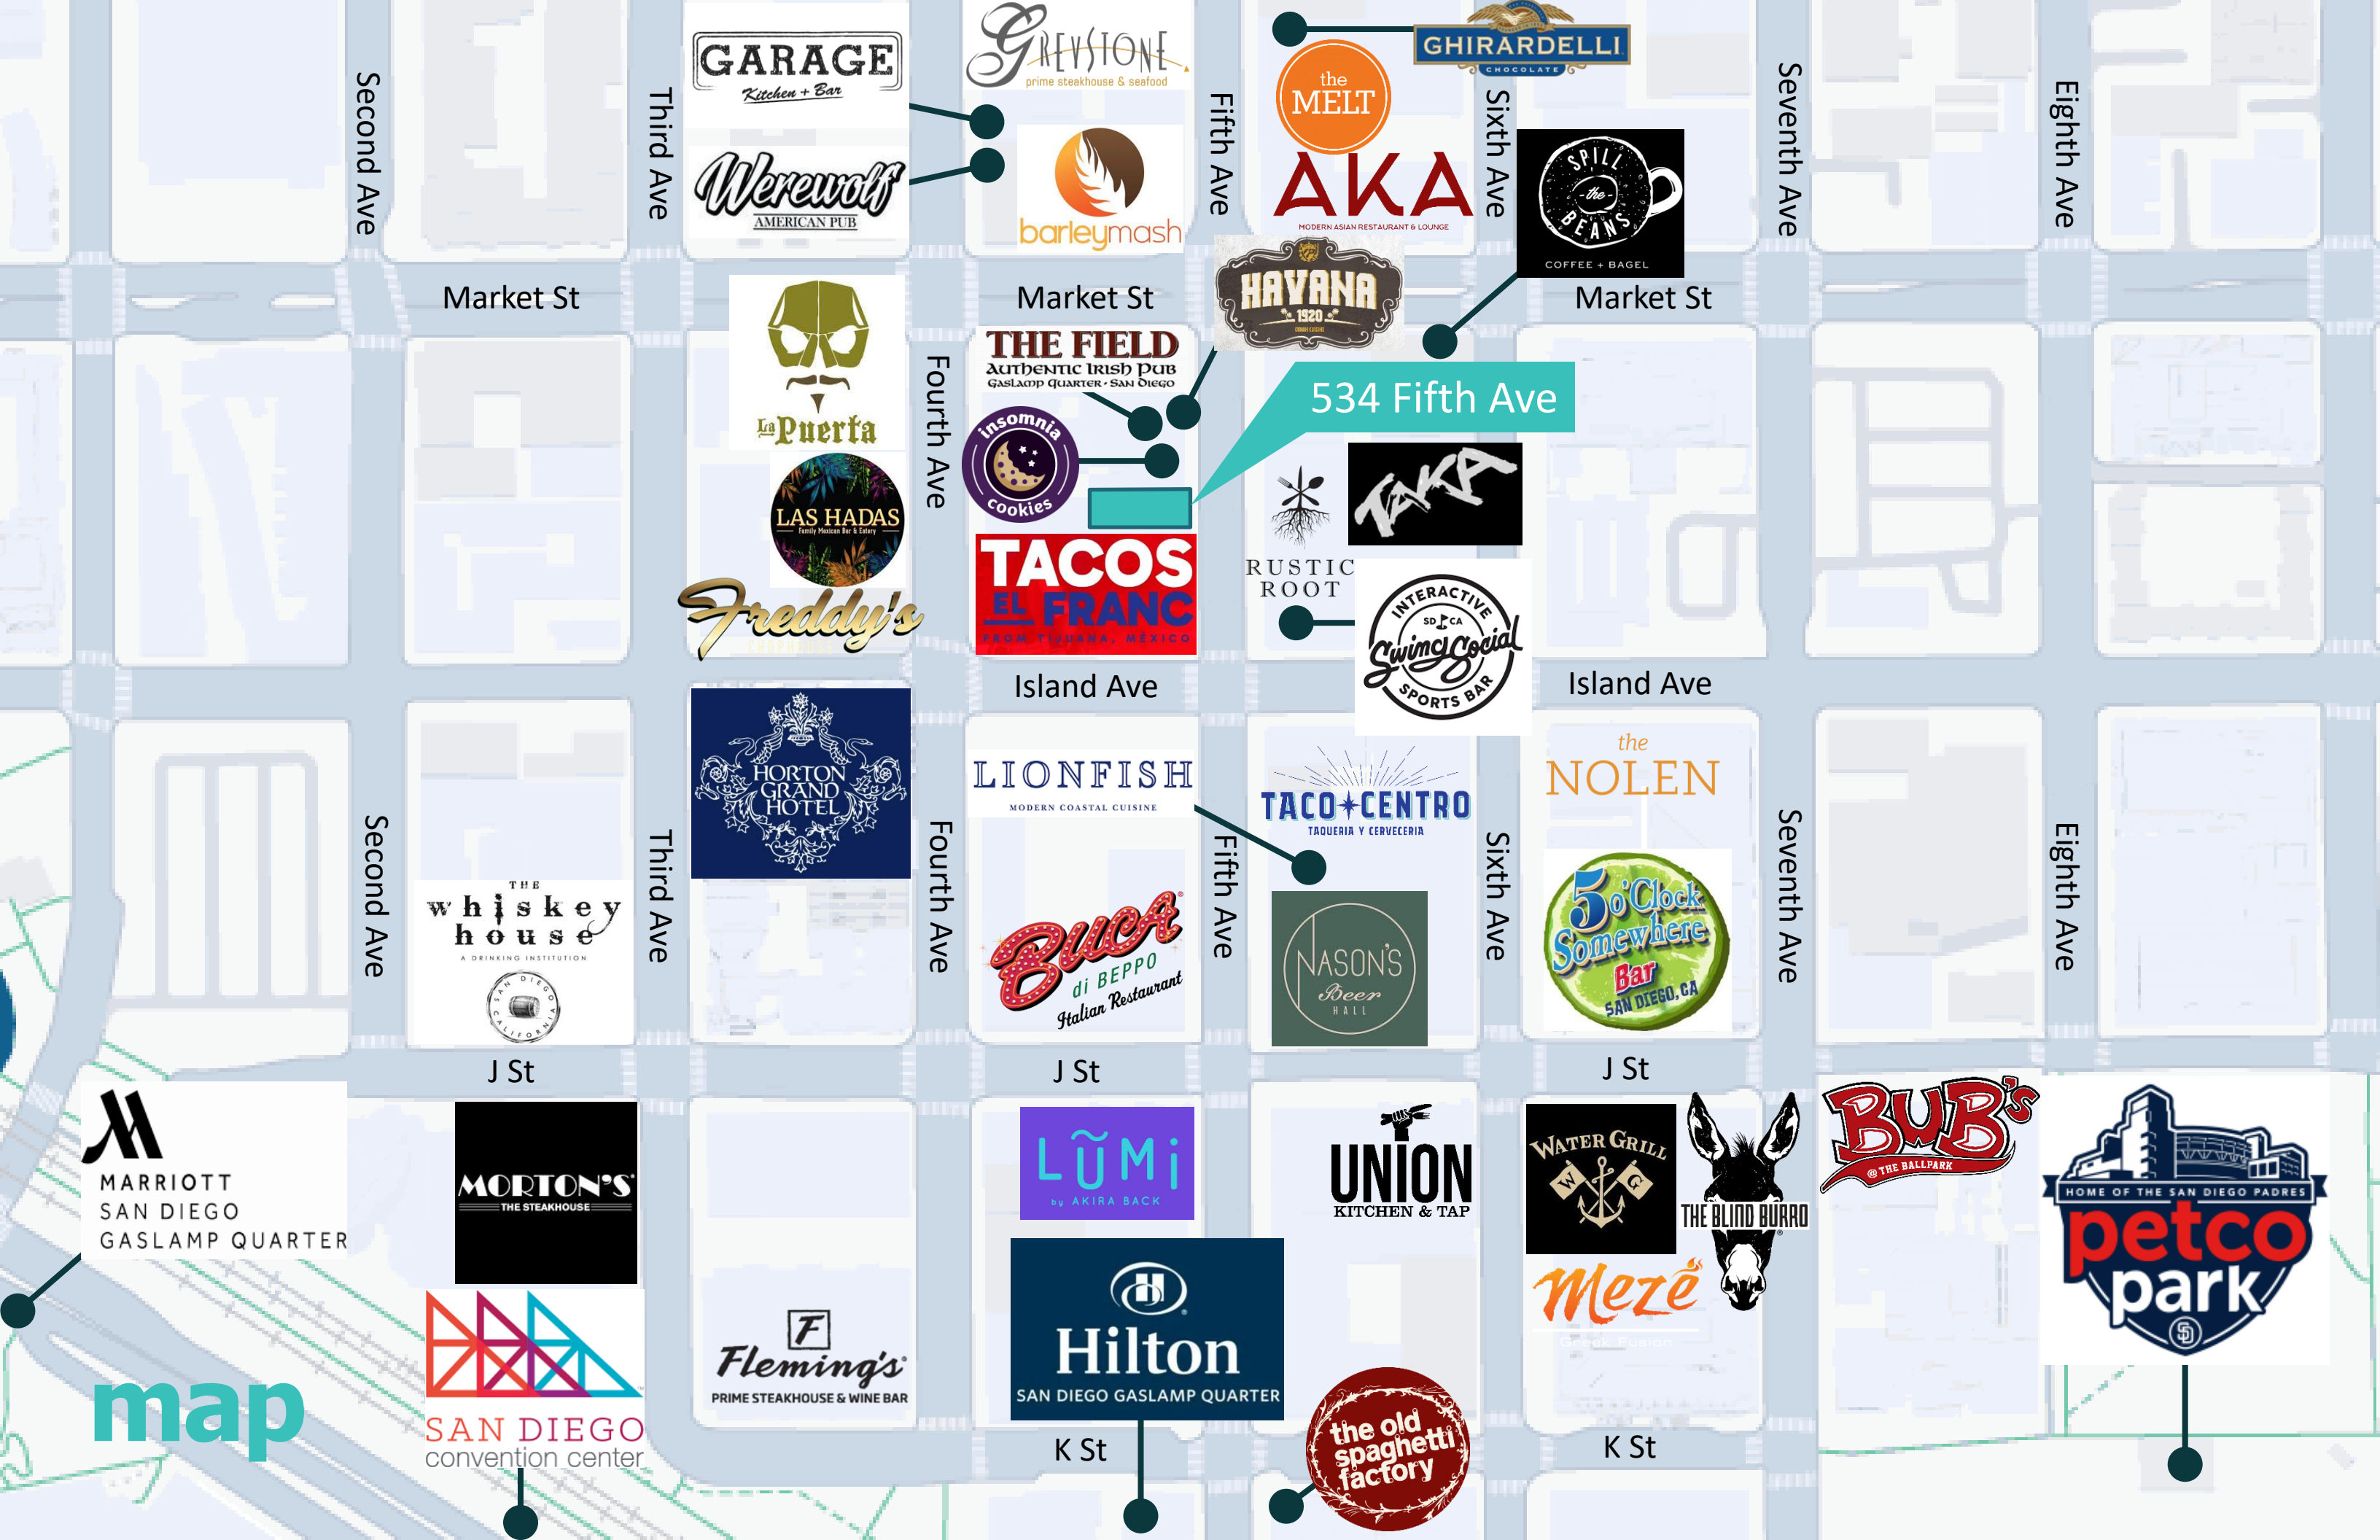 GARAGE
Kitchen + Bar
GREYSTONE
prime steakhouse & seafood
GHIRARDELLI
CHOCOLATE
the
MELT
Second Ave
Third Ave
Fifth Ave
Sixth Ave
Seventh Ave
Eighth Ave
Werewolf
AMERICAN PUB
barleymash
AKA
MODERN ASIAN RESTAURANT & LOUNGE
SPILL
- the -
BEANS
COFFEE + BAGEL
Market St
Market St
HAVANA
1920
CUBAN CUISINE
Market St
La Puerta
Fourth Ave
THE FIELD
AUTHENTIC IRISH PUB
GASLAMP QUARTER • SAN DIEGO
534 Fifth Ave
insomnia
cookies
LAS HADAS
Family Mexican Bar & Eatery
TAKA
RUSTIC
ROOT
TACOS
EL FRANC
FROM TIJUANA, MÉXICO
Freddy's
INTERACTIVE
SD CA
Swing Social
SPORTS BAR
Island Ave
Island Ave
HORTON
GRAND
HOTEL
LIONFISH
MODERN COASTAL CUISINE
TACO CENTRO
TAQUERIA Y CERVECERIA
the
NOLEN
Second Ave
Third Ave
Fourth Ave
Fifth Ave
Sixth Ave
Seventh Ave
Eighth Ave
THE
whiskey
house
A DRINKING INSTITUTION
SAN DIEGO
CALIFORNIA
BUCA
di BEPPO
Italian Restaurant
NASON'S
Beer
HALL
5 o'Clock
Somewhere
Bar
SAN DIEGO, CA
J St
J St
J St
MARRIOTT
SAN DIEGO
GASLAMP QUARTER
MORTON'S
THE STEAKHOUSE
LŨMi
by AKIRA BACK
UNION
KITCHEN & TAP
WATER GRILL
W G
THE BLIND BURRO
BUB's
@ THE BALLPARK
HOME OF THE SAN DIEGO PADRES
petco
park
SD
Mezé
Greek Fusion
F
Fleming's
PRIME STEAKHOUSE & WINE BAR
H
Hilton
SAN DIEGO GASLAMP QUARTER
map
SAN DIEGO
convention center
K St
the old
spaghetti
factory
K St